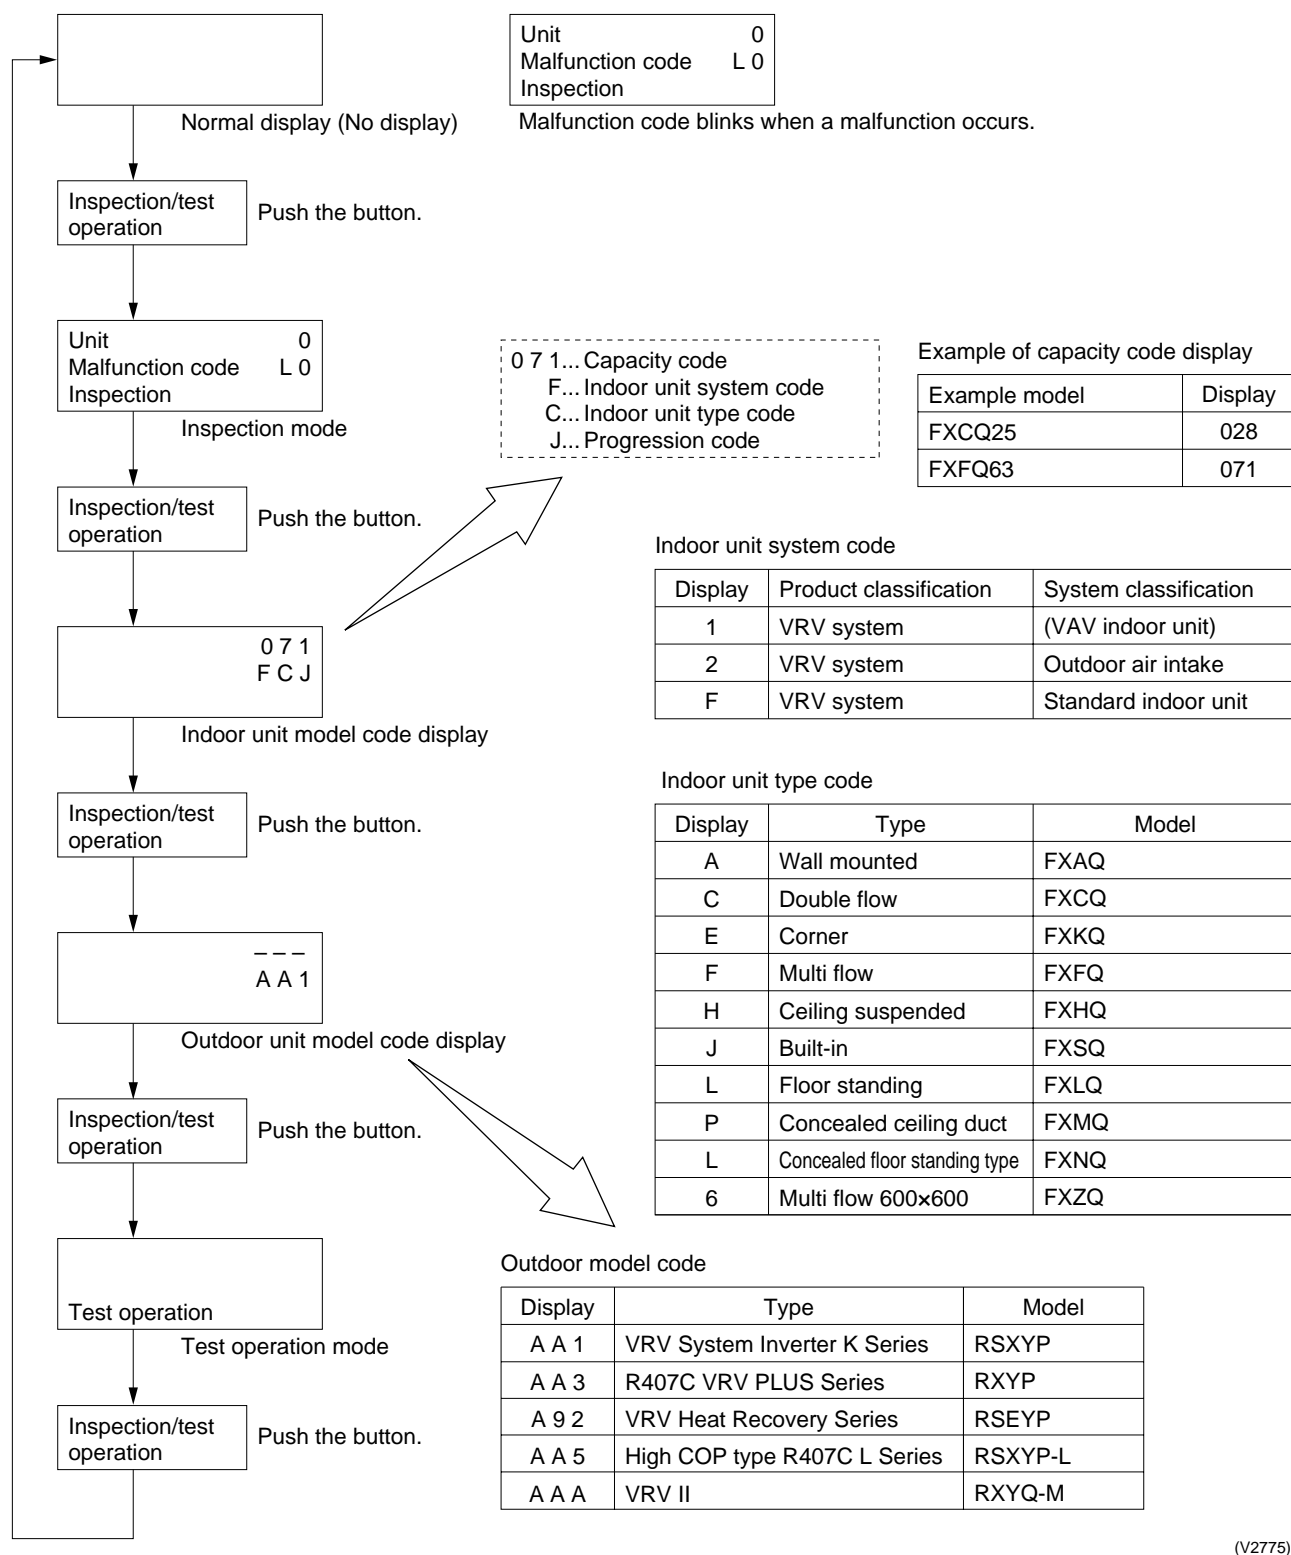 Unit 0
Malfunction code L 0
Inspection
Normal display (No display)
Malfunction code blinks when a malfunction occurs.
Inspection/test
operation
Push the button.
Unit 0
Malfunction code L 0
Inspection
Inspection mode
0 7 1... Capacity code
F... Indoor unit system code
C... Indoor unit type code
J... Progression code
Example of capacity code display
Example model Display
FXCQ25 028
FXFQ63 071
Inspection/test
operation
Push the button.
0 7 1
F C J
Indoor unit model code display
Indoor unit system code
Display Product classification System classification
1 VRV system (VAV indoor unit)
2 VRV system Outdoor air intake
F VRV system Standard indoor unit
Inspection/test
operation
Push the button.
Indoor unit type code
Display Type Model
A Wall mounted FXAQ
C Double flow FXCQ
E Corner FXKQ
F Multi flow FXFQ
H Ceiling suspended FXHQ
J Built-in FXSQ
L Floor standing FXLQ
P Concealed ceiling duct FXMQ
L Concealed floor standing type FXNQ
6 Multi flow 600×600 FXZQ
– – –
A A 1
Outdoor unit model code display
Inspection/test
operation
Push the button.
Test operation
Test operation mode
Inspection/test
operation
Push the button.
Outdoor model code
Display Type Model
A A 1 VRV System Inverter K Series RSXYP
A A 3 R407C VRV PLUS Series RXYP
A 9 2 VRV Heat Recovery Series RSEYP
A A 5 High COP type R407C L Series RSXYP-L
A A A VRV II RXYQ-M
(V2775)